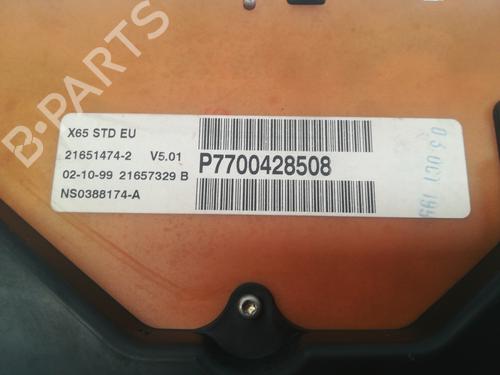 X65 STD EU
21651474-2 V5.01
02-10-99 21657329 B
NS0388174-A
P7700428508
B-PARTS